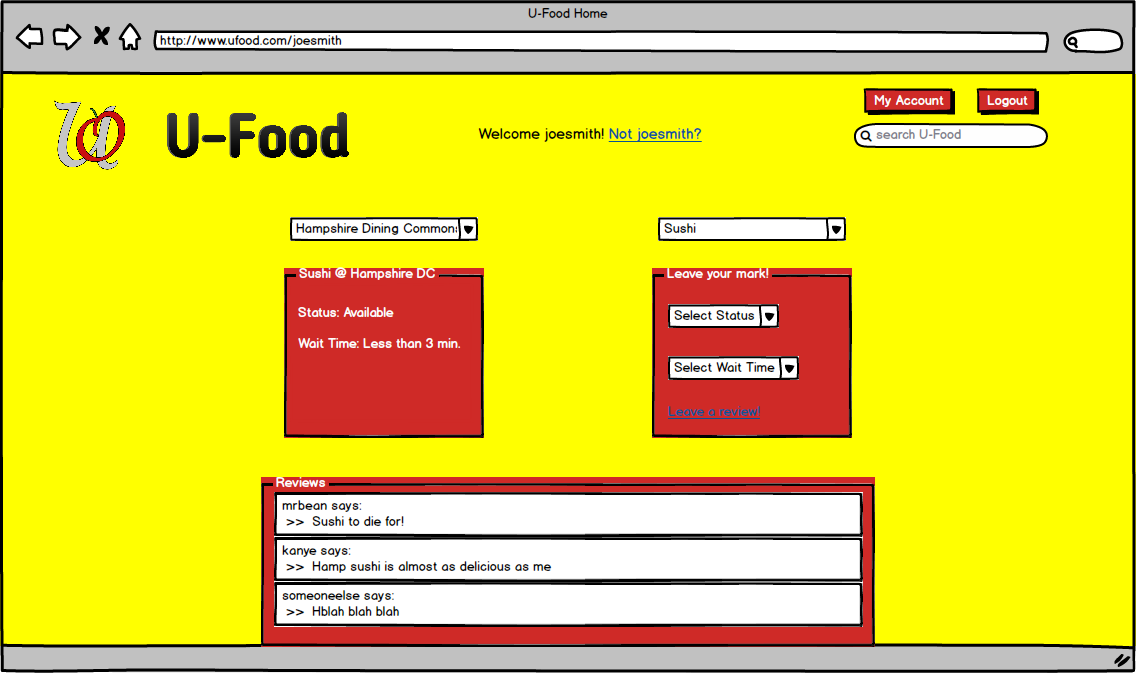 U-Food Home
http://www.ufood.com/joesmith
My Account
Logout
U-Food
Welcome joesmith! Not joesmith?
search U-Food
Hampshire Dining Commons
Sushi
Sushi @ Hampshire DC
Status: Available
Wait Time: Less than 3 min.
Leave your mark!
Select Status
Select Wait Time
Leave a review!
Reviews
mrbean says:
>> Sushi to die for!
kanye says:
>> Hamp sushi is almost as delicious as me
someoneelse says:
>> Hblah blah blah